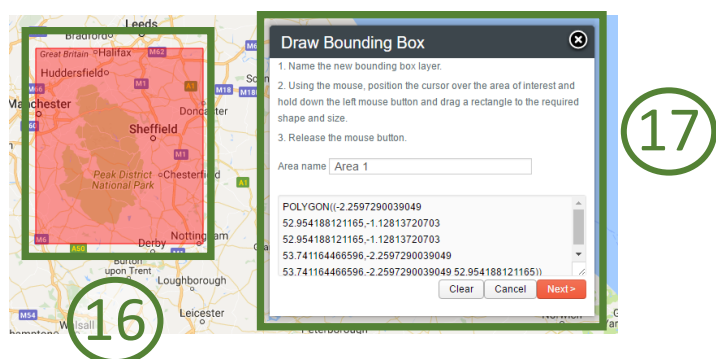 Leeds
Bradford
Great Britain Halifax M62
Huddersfield
M1 A1
M66 M18 M180
Manchester
Doncaster
M60
Sheffield
M1
Peak District Chesterfield
National Park
A1
Nottingham
M6 A50 Derby
Burton
upon Trent
Loughborough
M54
Leicester
Walsall
Peterborough
Norwich
16
Draw Bounding Box
1. Name the new bounding box layer.
2. Using the mouse, position the cursor over the area of interest and
hold down the left mouse button and drag a rectangle to the required
shape and size.
3. Release the mouse button.
Area name Area 1
POLYGON((-2.2597290039049
52.954188121165,-1.12813720703
52.954188121165,-1.12813720703
53.741164466596,-2.2597290039049
53.741164466596,-2.2597290039049 52.954188121165))
Clear Cancel Next >
17